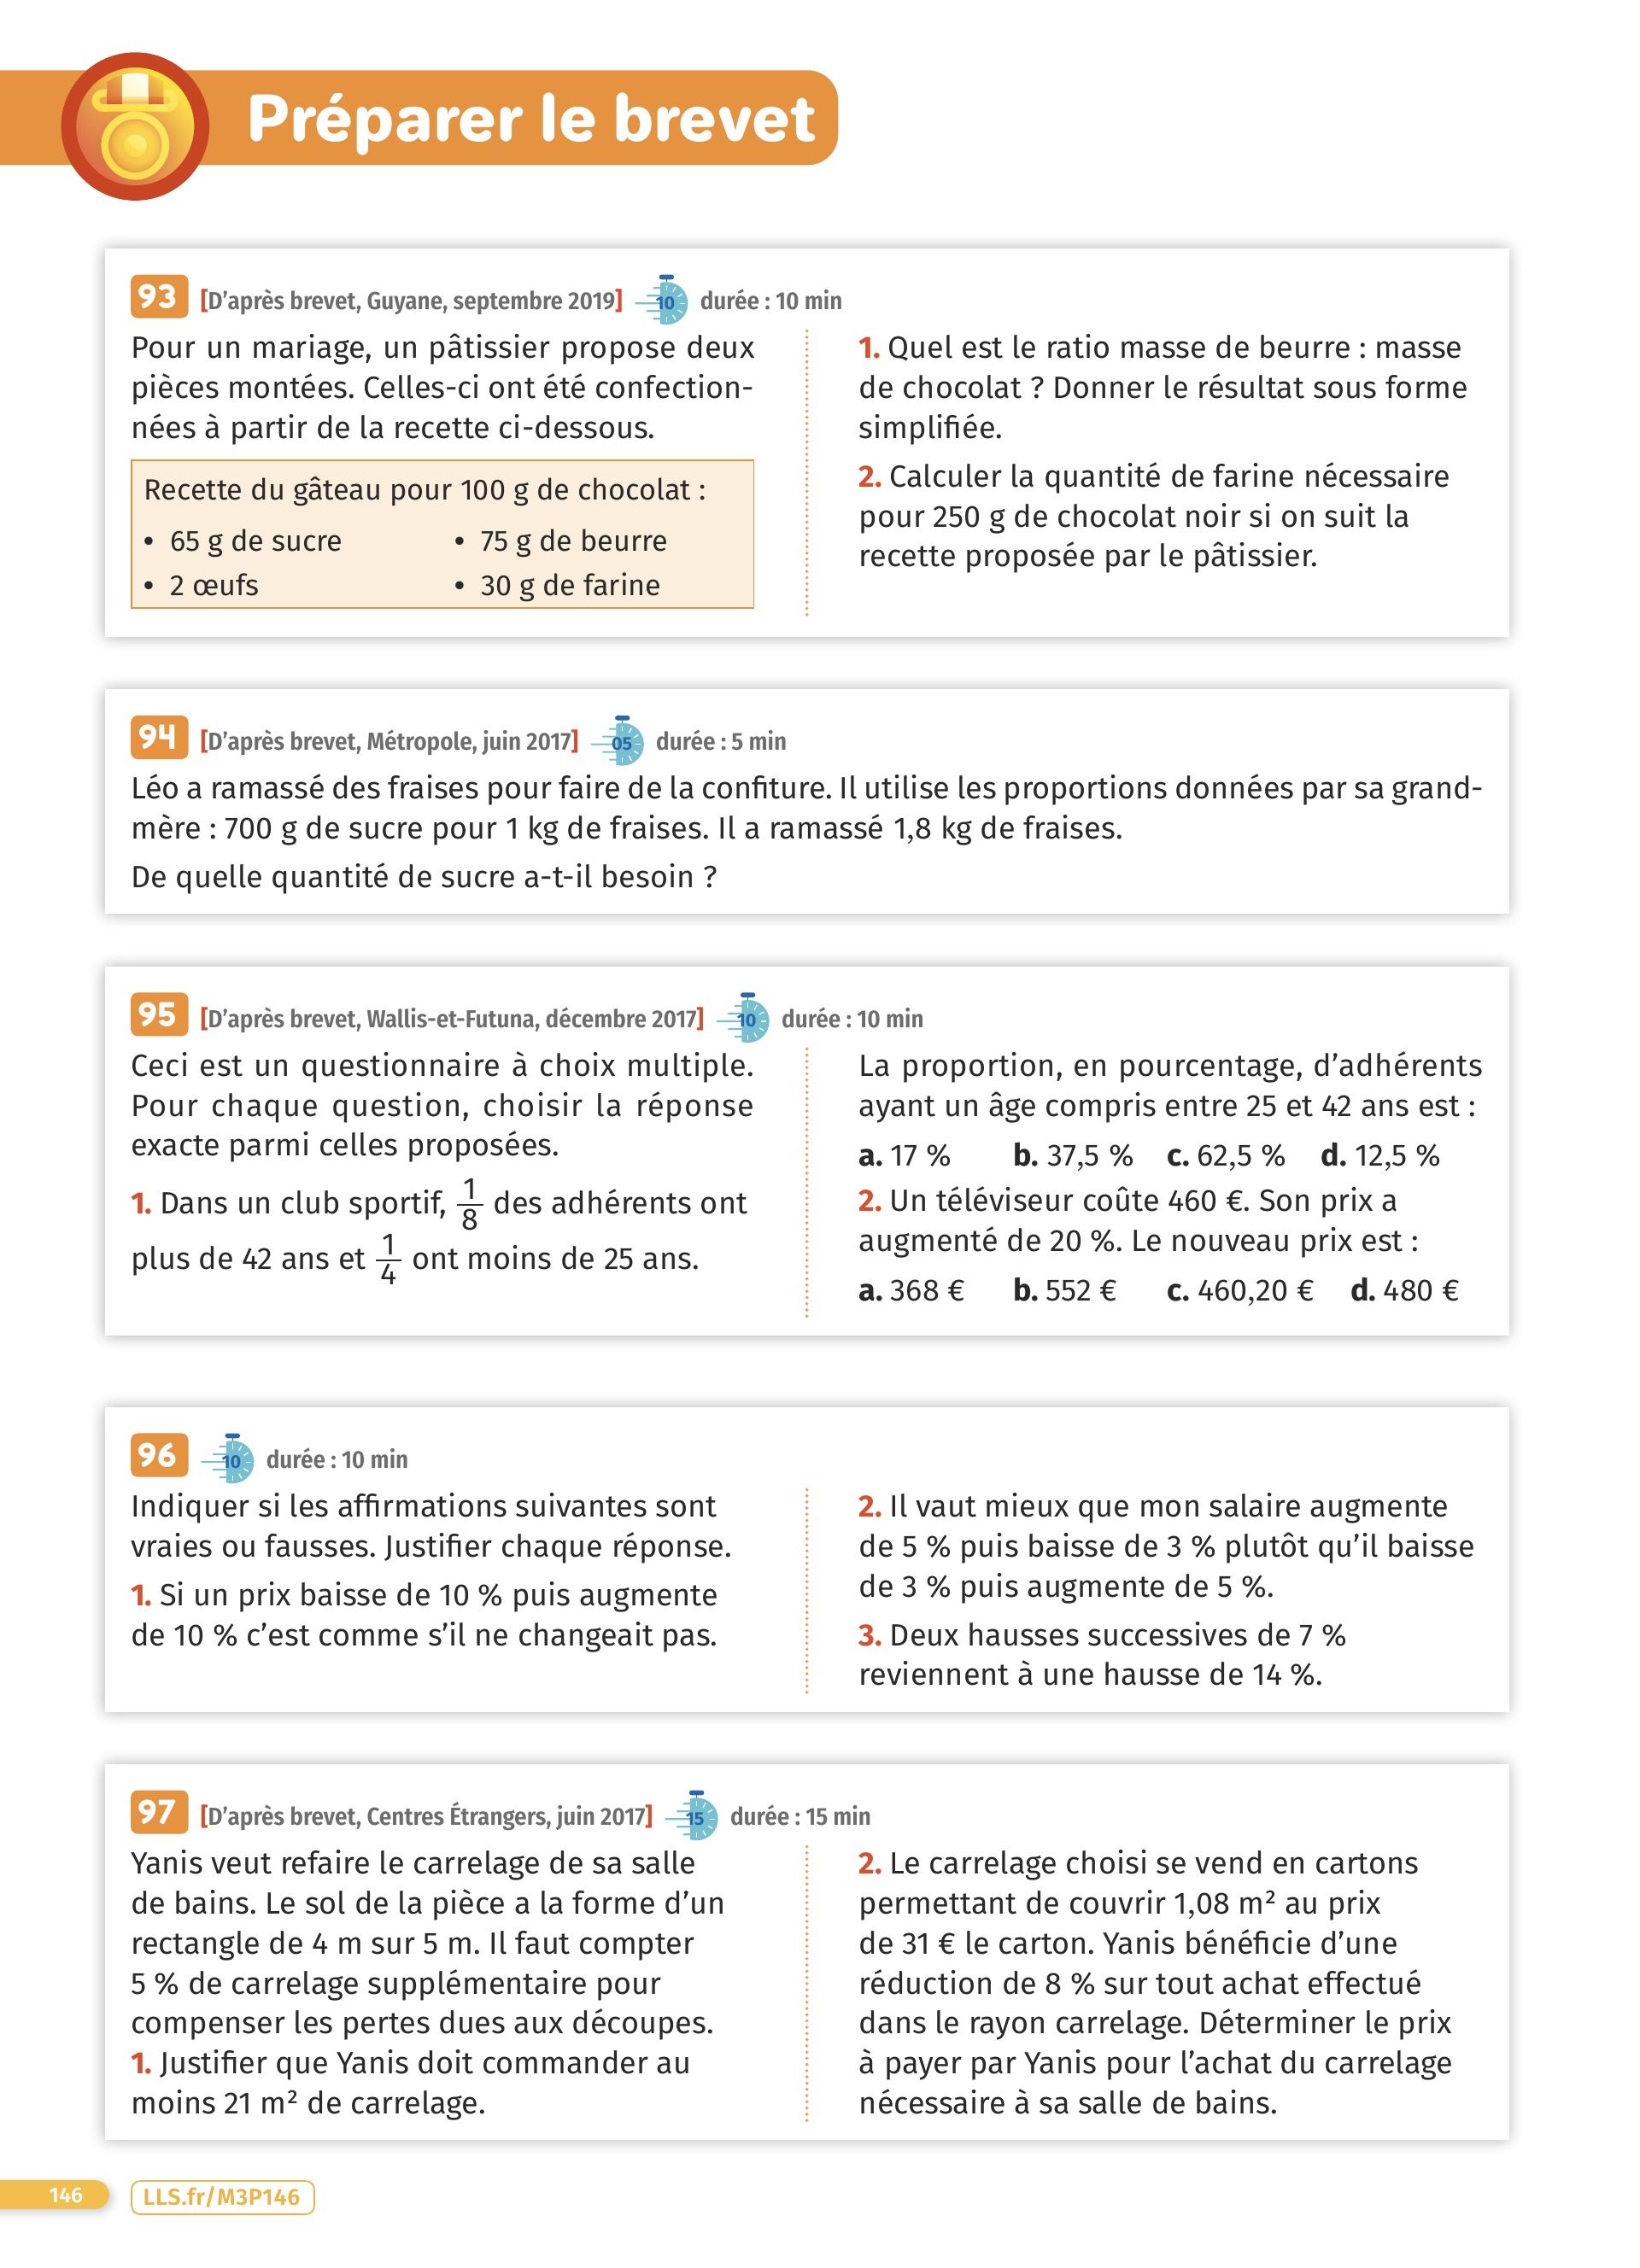 Préparer le brevet
93 [D'après brevet, Guyane, septembre 2019] 10 durée : 10 min
Pour un mariage, un pâtissier propose deux
pièces montées. Celles-ci ont été confection-
nées à partir de la recette ci-dessous.
Recette du gâteau pour 100 g de chocolat :
• 65 g de sucre
• 2 œufs
• 75 g de beurre
• 30 g de farine
1. Quel est le ratio masse de beurre : masse
de chocolat ? Donner le résultat sous forme
simplifiée.
2. Calculer la quantité de farine nécessaire
pour 250 g de chocolat noir si on suit la
recette proposée par le pâtissier.
94 [D'après brevet, Métropole, juin 2017] 05 durée : 5 min
Léo a ramassé des fraises pour faire de la confiture. Il utilise les proportions données par sa grand-
mère : 700 g de sucre pour 1 kg de fraises. Il a ramassé 1,8 kg de fraises.
De quelle quantité de sucre a-t-il besoin ?
95 [D'après brevet, Wallis-et-Futuna, décembre 2017] 10 durée : 10 min
Ceci est un questionnaire à choix multiple.
Pour chaque question, choisir la réponse
exacte parmi celles proposées.
1. Dans un club sportif, 1/8 des adhérents ont
plus de 42 ans et 1/4 ont moins de 25 ans.
La proportion, en pourcentage, d'adhérents
ayant un âge compris entre 25 et 42 ans est :
a. 17 % b. 37,5 % c. 62,5 % d. 12,5 %
2. Un téléviseur coûte 460 €. Son prix a
augmenté de 20 %. Le nouveau prix est :
a. 368 € b. 552 € c. 460,20 € d. 480 €
96 10 durée : 10 min
Indiquer si les affirmations suivantes sont
vraies ou fausses. Justifier chaque réponse.
1. Si un prix baisse de 10 % puis augmente
de 10 % c'est comme s'il ne changeait pas.
2. Il vaut mieux que mon salaire augmente
de 5 % puis baisse de 3 % plutôt qu'il baisse
de 3 % puis augmente de 5 %.
3. Deux hausses successives de 7 %
reviennent à une hausse de 14 %.
97 [D'après brevet, Centres Étrangers, juin 2017] 15 durée : 15 min
Yanis veut refaire le carrelage de sa salle
de bains. Le sol de la pièce a la forme d'un
rectangle de 4 m sur 5 m. Il faut compter
5 % de carrelage supplémentaire pour
compenser les pertes dues aux découpes.
1. Justifier que Yanis doit commander au
moins 21 m² de carrelage.
2. Le carrelage choisi se vend en cartons
permettant de couvrir 1,08 m² au prix
de 31 € le carton. Yanis bénéficie d'une
réduction de 8 % sur tout achat effectué
dans le rayon carrelage. Déterminer le prix
à payer par Yanis pour l'achat du carrelage
nécessaire à sa salle de bains.
146 LLS.fr/M3P146